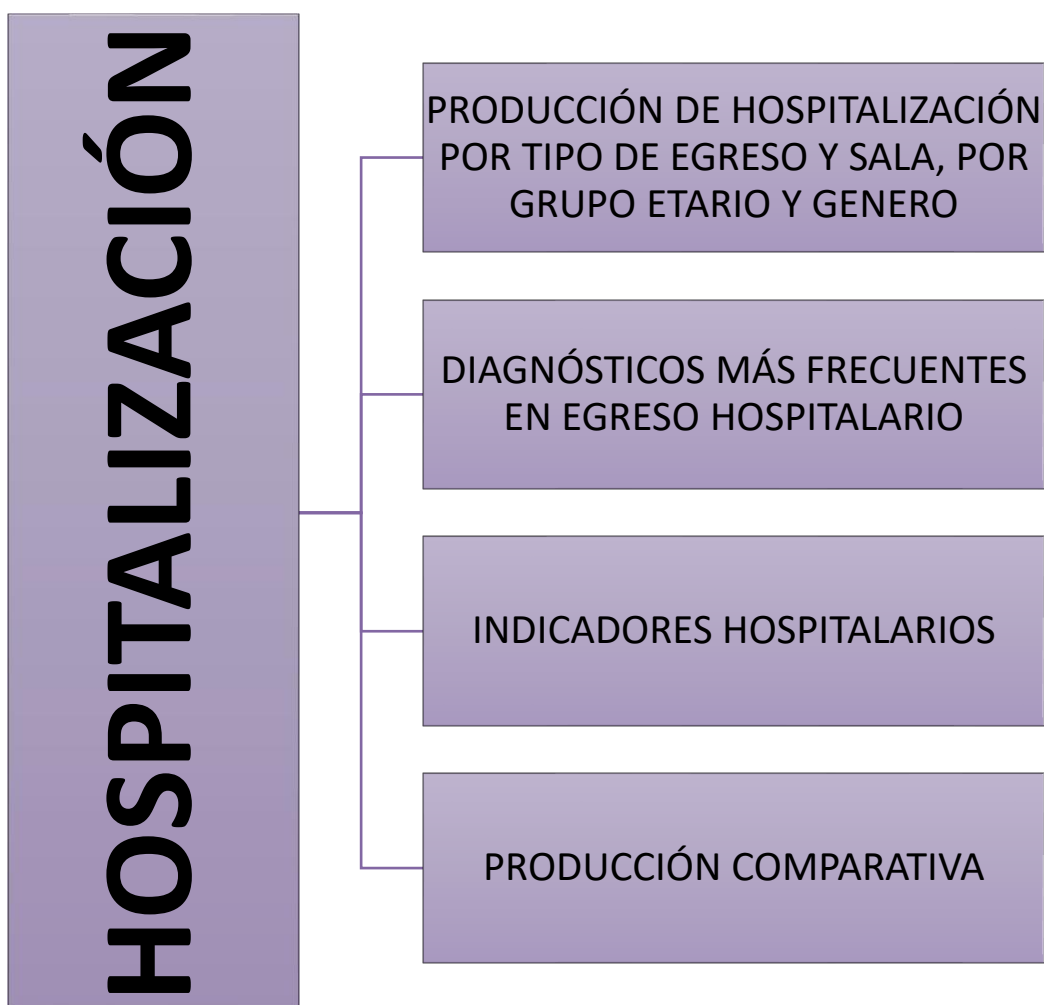 HOSPITALIZACIÓN
PRODUCCIÓN DE HOSPITALIZACIÓN
POR TIPO DE EGRESO Y SALA, POR
GRUPO ETARIO Y GENERO
DIAGNÓSTICOS MÁS FRECUENTES
EN EGRESO HOSPITALARIO
INDICADORES HOSPITALARIOS
PRODUCCIÓN COMPARATIVA